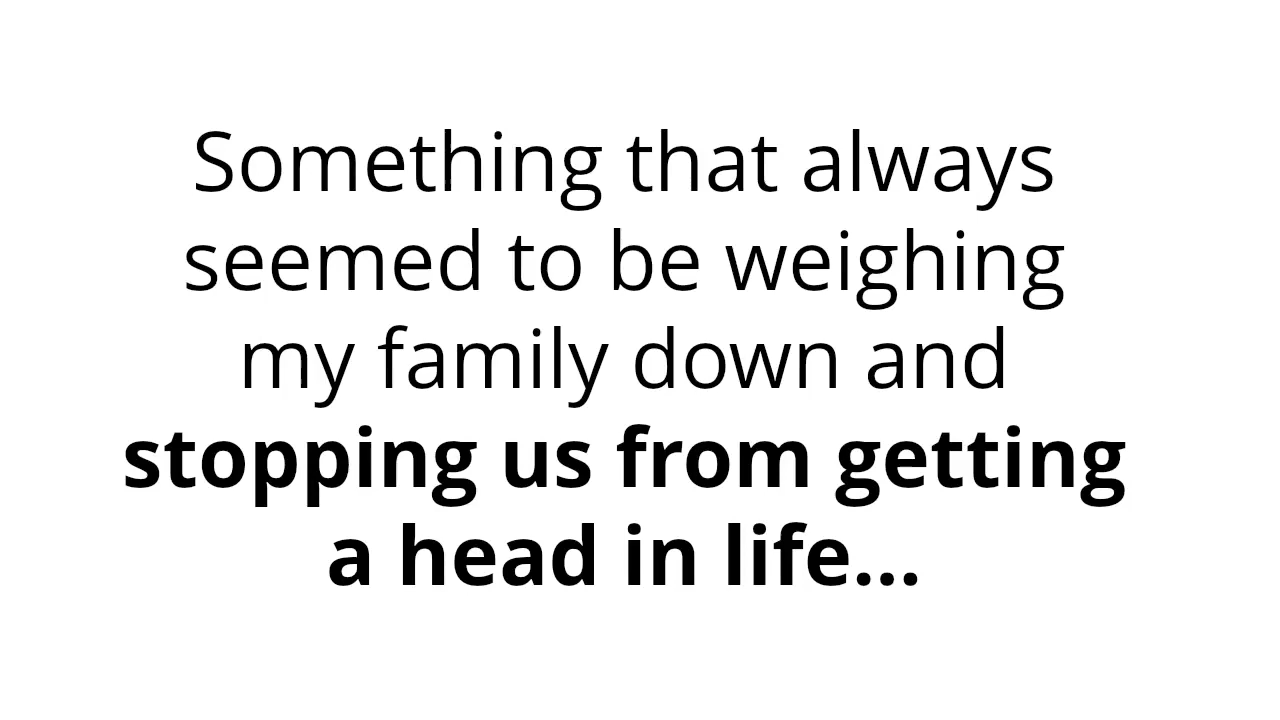 Something that always
seemed to be weighing
my family down and
stopping us from getting
a head in life...